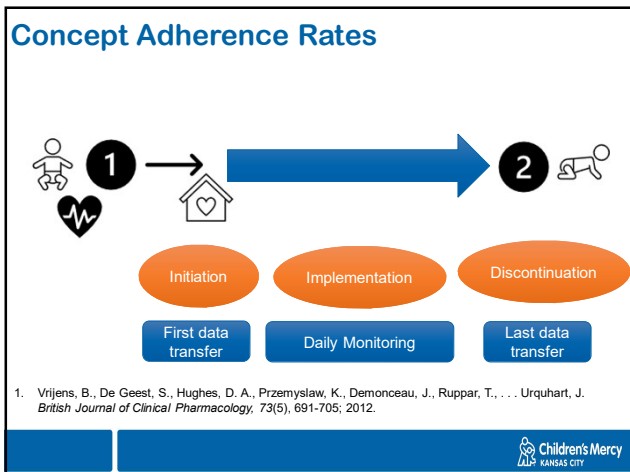 Concept Adherence Rates
1
2
Initiation
Implementation
Discontinuation
First data
transfer
Daily Monitoring
Last data
transfer
1. Vrijens, B., De Geest, S., Hughes, D. A., Przemyslaw, K., Demonceau, J., Ruppar, T., . . . Urquhart, J.
British Journal of Clinical Pharmacology, 73(5), 691-705; 2012.
Children's Mercy
KANSAS CITY